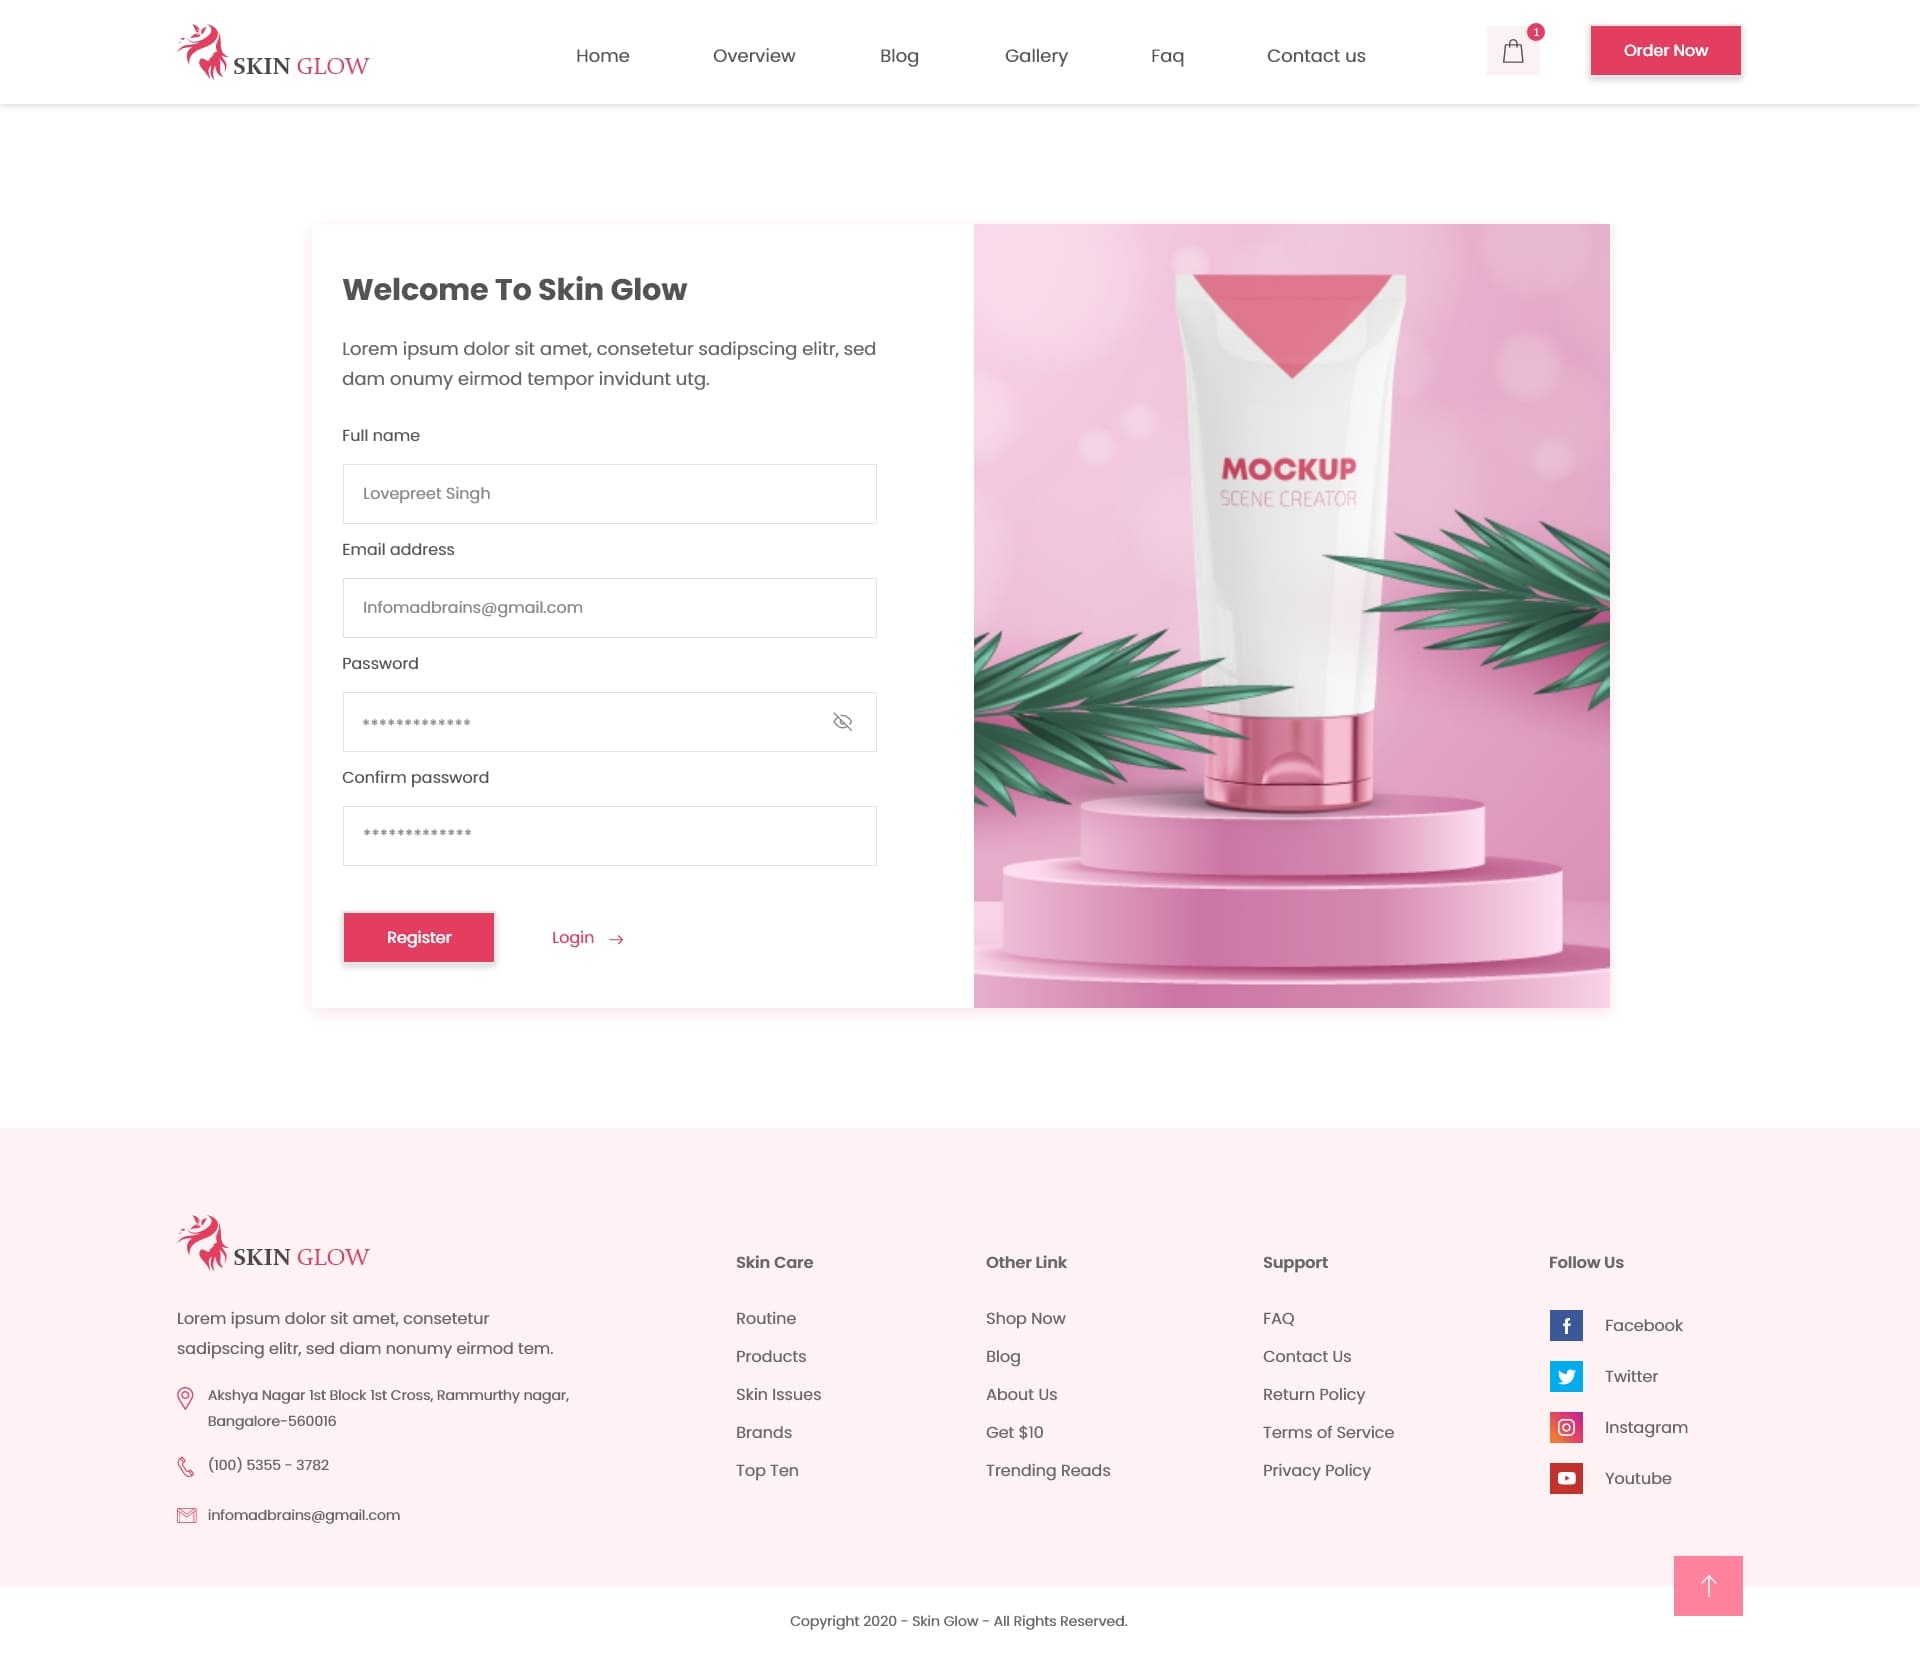 SKIN GLOW
Home
Overview
Blog
Gallery
Faq
Contact us
1
Order Now
Welcome To Skin Glow
Lorem ipsum dolor sit amet, consetetur sadipscing elitr, sed
dam onumy eirmod tempor invidunt utg.
Full name
Lovepreet Singh
Email address
Infomadbrains@gmail.com
Password
*************
Confirm password
*************
Register
Login
MOCKUP
SCENE CREATOR
SKIN GLOW
Lorem ipsum dolor sit amet, consetetur
sadipscing elitr, sed diam nonumy eirmod tem.
Akshya Nagar 1st Block 1st Cross, Rammurthy nagar,
Bangalore-560016
(100) 5355 - 3782
infomadbrains@gmail.com
Skin Care
Routine
Products
Skin Issues
Brands
Top Ten
Other Link
Shop Now
Blog
About Us
Get $10
Trending Reads
Support
FAQ
Contact Us
Return Policy
Terms of Service
Privacy Policy
Follow Us
Facebook
Twitter
Instagram
Youtube
Copyright 2020 - Skin Glow - All Rights Reserved.